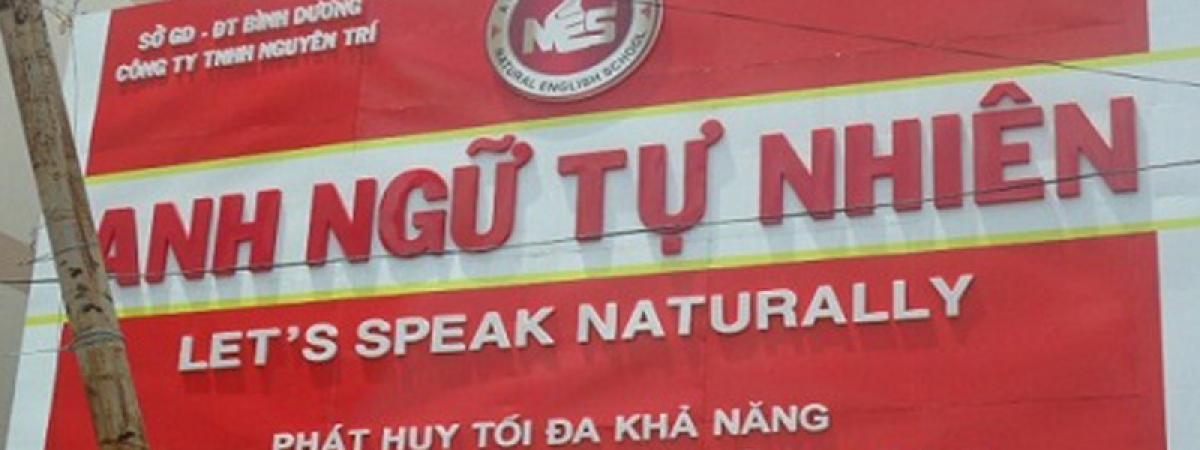 SỞ GD - ĐT BÌNH DƯƠNG
CÔNG TY TNHH NGUYÊN TRÍ
NES
NATURAL ENGLISH SCHOOL
ANH NGỮ TỰ NHIÊN
LET'S SPEAK NATURALLY
PHÁT HUY TỐI ĐA KHẢ NĂNG